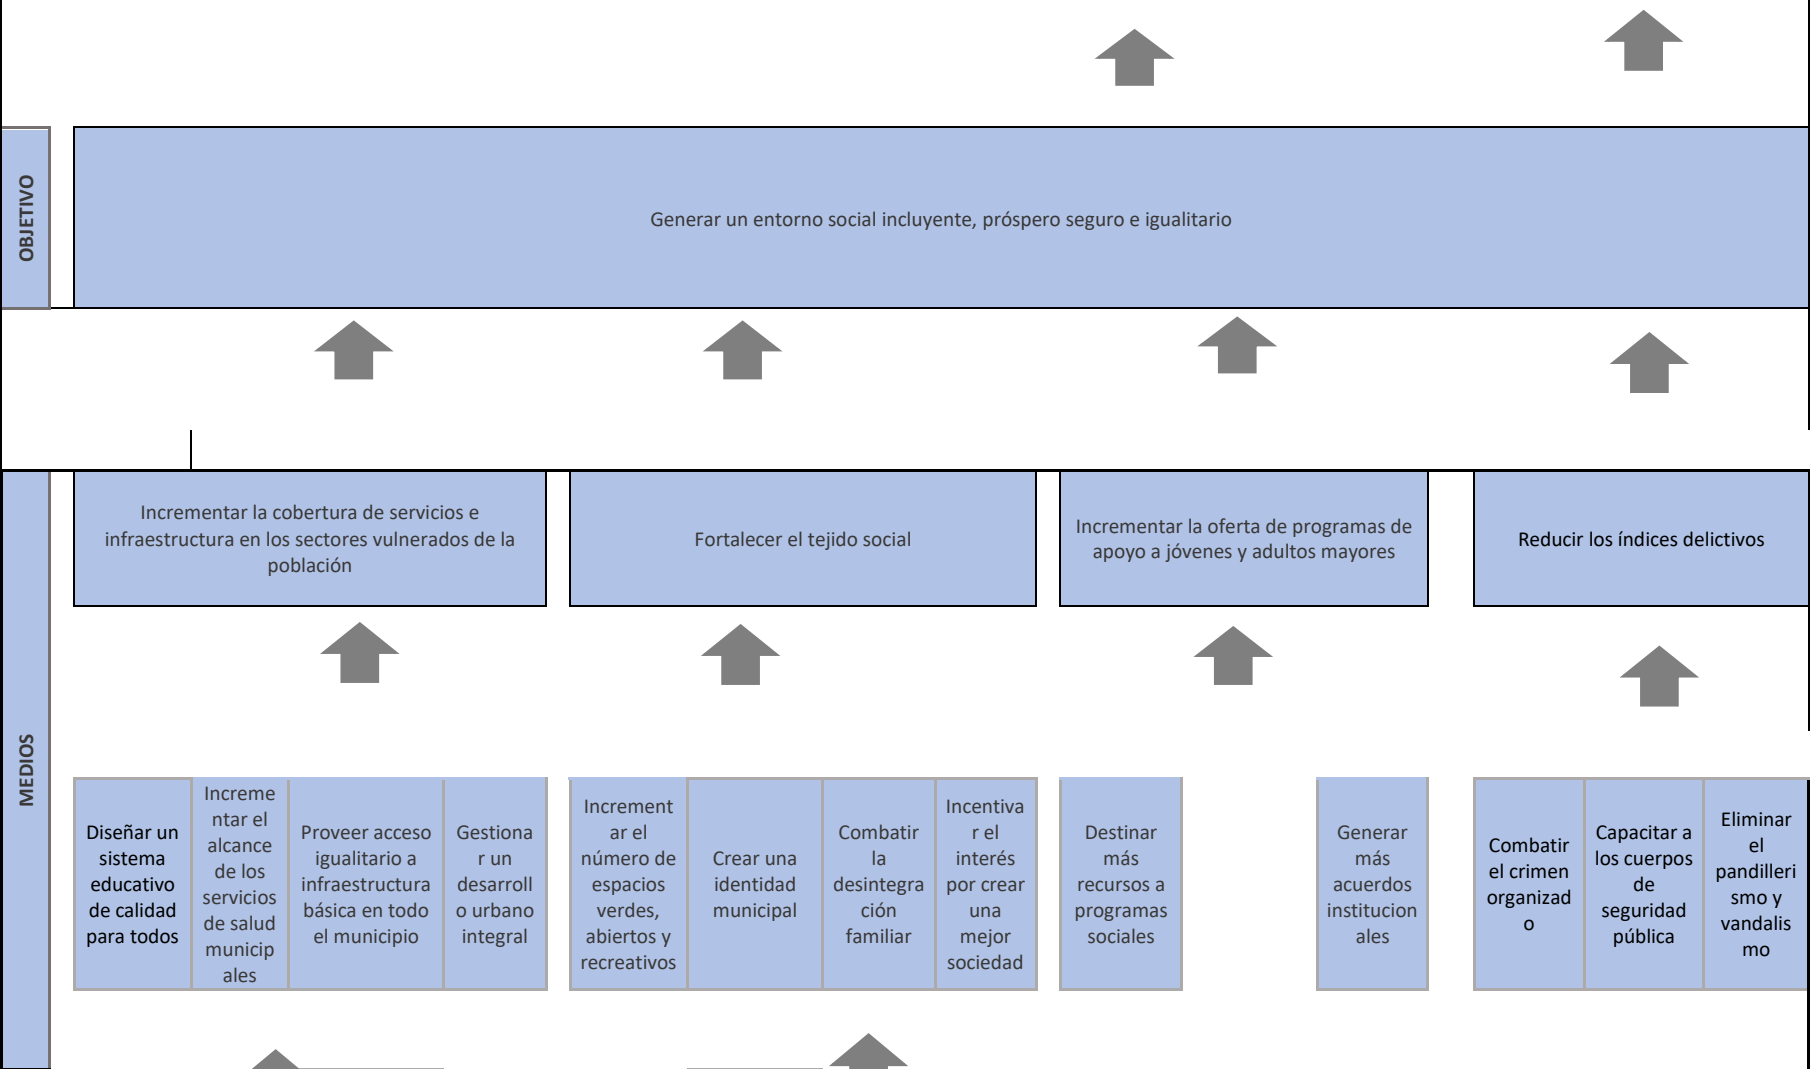 OBJETIVO
Generar un entorno social incluyente, próspero seguro e igualitario
MEDIOS
Incrementar la cobertura de servicios e
infraestructura en los sectores vulnerados de la
población
Fortalecer el tejido social
Incrementar la oferta de programas de
apoyo a jóvenes y adultos mayores
Reducir los índices delictivos
Diseñar un
sistema
educativo
de calidad
para todos
Increme
ntar el
alcance
de los
servicios
de salud
municip
ales
Proveer acceso
igualitario a
infraestructura
básica en todo
el municipio
Gestiona
r un
desarroll
o urbano
integral
Increment
ar el
número de
espacios
verdes,
abiertos y
recreativos
Crear una
identidad
municipal
Combatir
la
desintegra
ción
familiar
Incentiva
r el
interés
por crear
una
mejor
sociedad
Destinar
más
recursos a
programas
sociales
Generar
más
acuerdos
institucion
ales
Combatir
el crimen
organizad
o
Capacitar a
los cuerpos
de
seguridad
pública
Eliminar
el
pandilleri
smo y
vandalis
mo